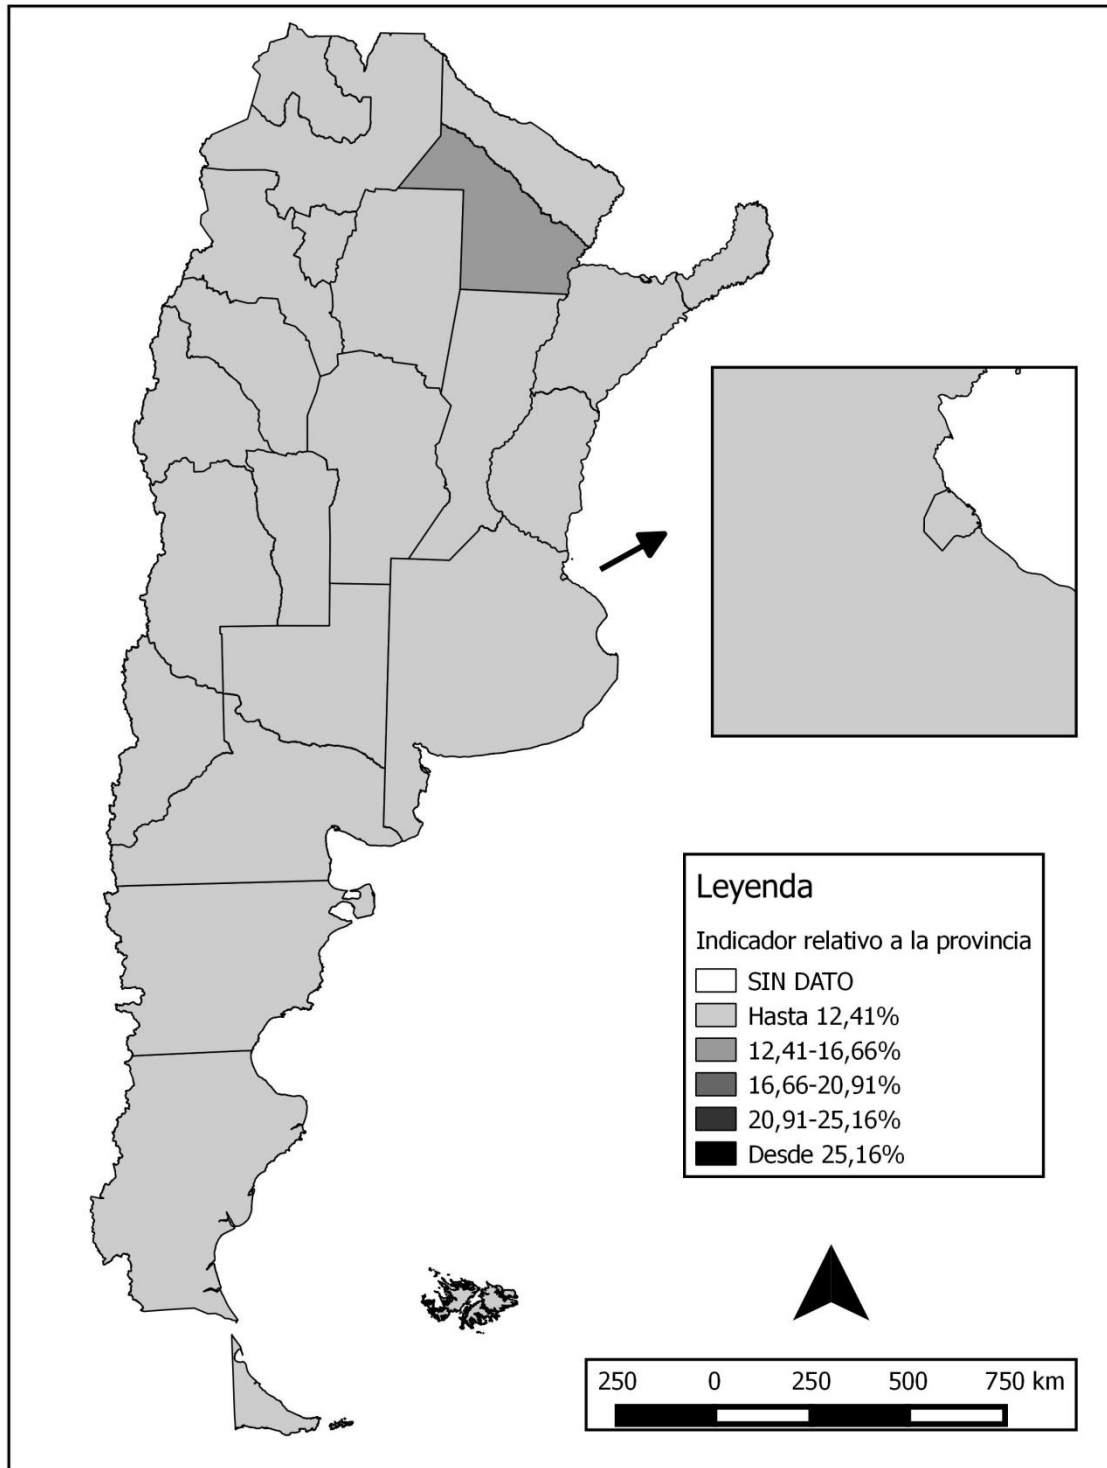 Leyenda
Indicador relativo a la provincia
SIN DATO
Hasta 12,41%
12,41-16,66%
16,66-20,91%
20,91-25,16%
Desde 25,16%
250 0 250 500 750 km